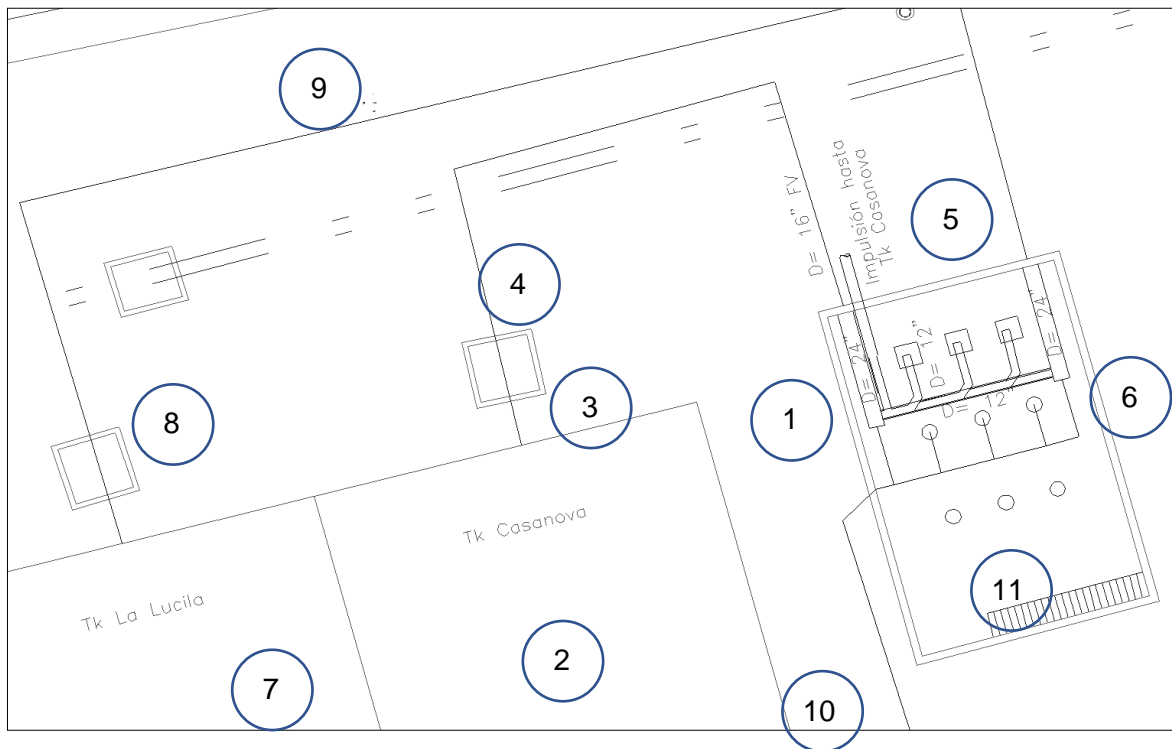 9
D= 16" FV
Impulsión hasta
Tk Casanova
5
4
D= 24"
D= 12"
D= 24"
D= 12"
6
1
3
8
Tk Casanova
Tk La Lucila
11
2
7
10